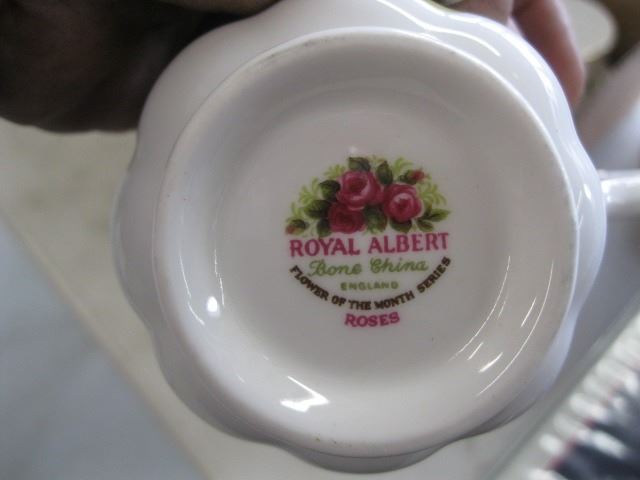 ROYAL ALBERT
Bone China
ENGLAND
FLOWER OF THE MONTH SERIES
ROSES